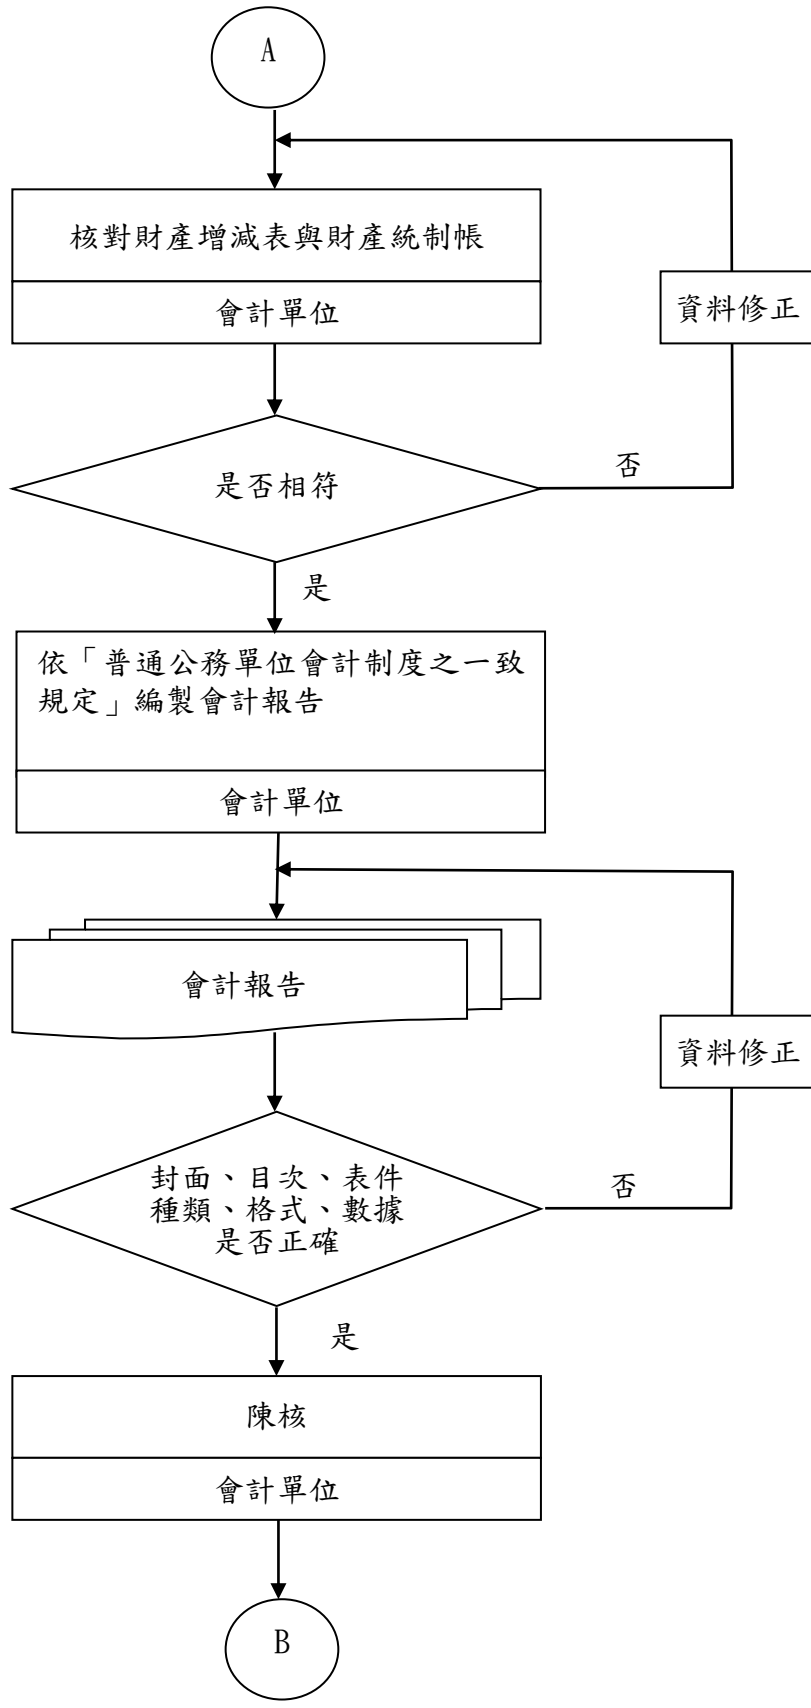 A
核對財產增減表與財產統制帳
會計單位
資料修正
是否相符
否
是
依「普通公務單位會計制度之一致
規定」編製會計報告
會計單位
會計報告
資料修正
封面、目次、表件
種類、格式、數據
是否正確
否
是
陳核
會計單位
B